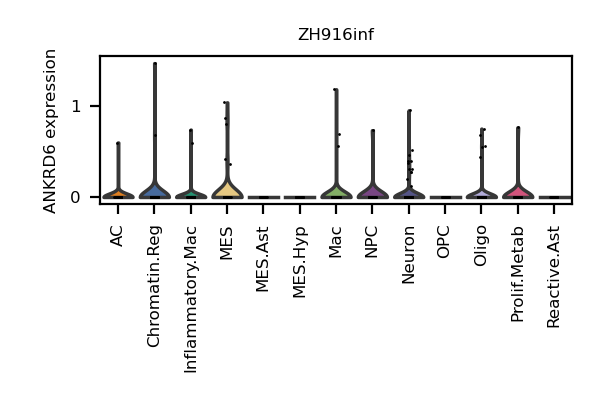 ZH916inf
ANKRD6 expression
1
0
AC
Chromatin.Reg
Inflammatory.Mac
MES
MES.Ast
MES.Hyp
Mac
NPC
Neuron
OPC
Oligo
Prolif.Metab
Reactive.Ast